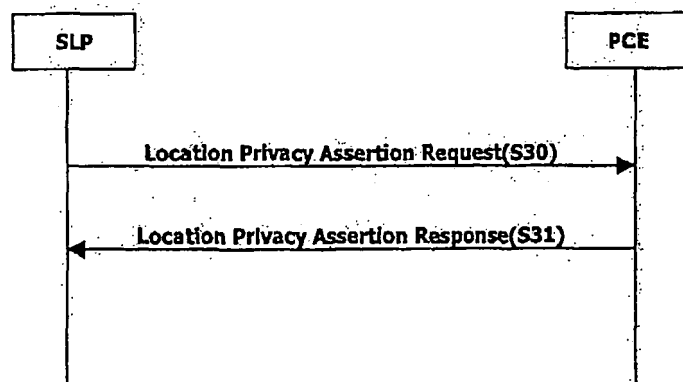 SLP
PCE
Location Privacy Assertion Request(S30)
Location Privacy Assertion Response(S31)